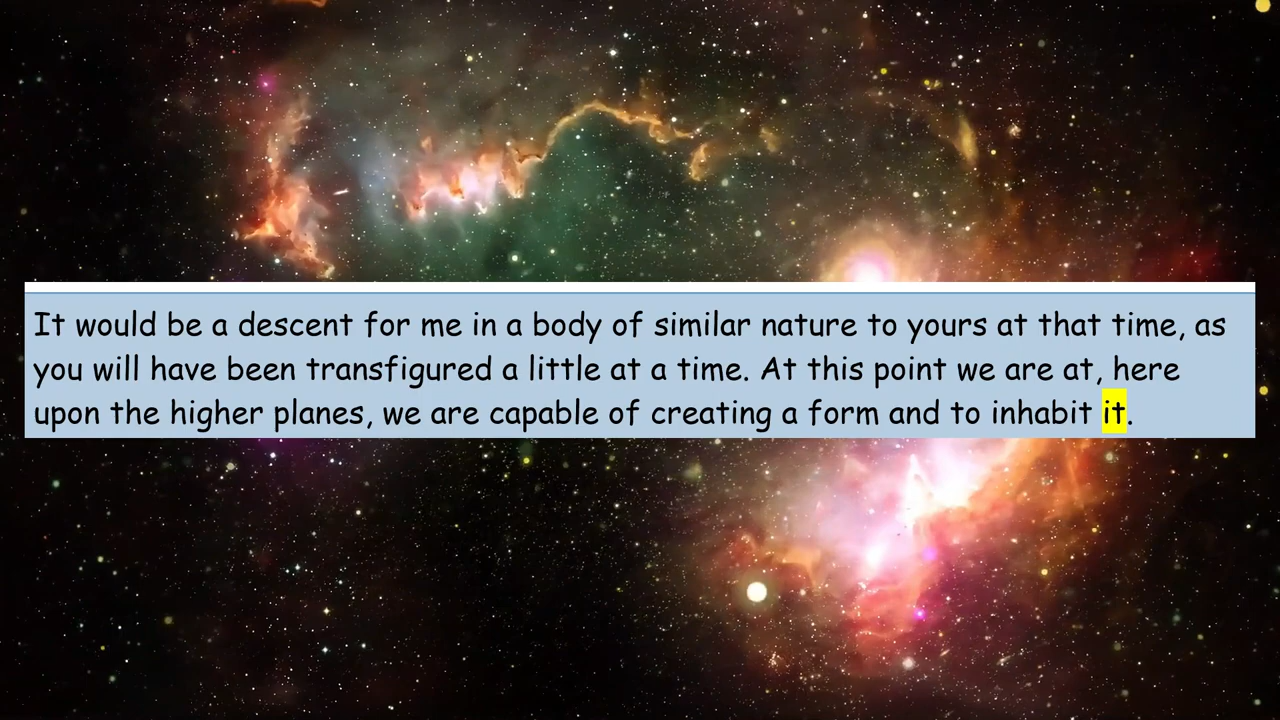 It would be a descent for me in a body of similar nature to yours at that time, as
you will have been transfigured a little at a time. At this point we are at, here
upon the higher planes, we are capable of creating a form and to inhabit it.